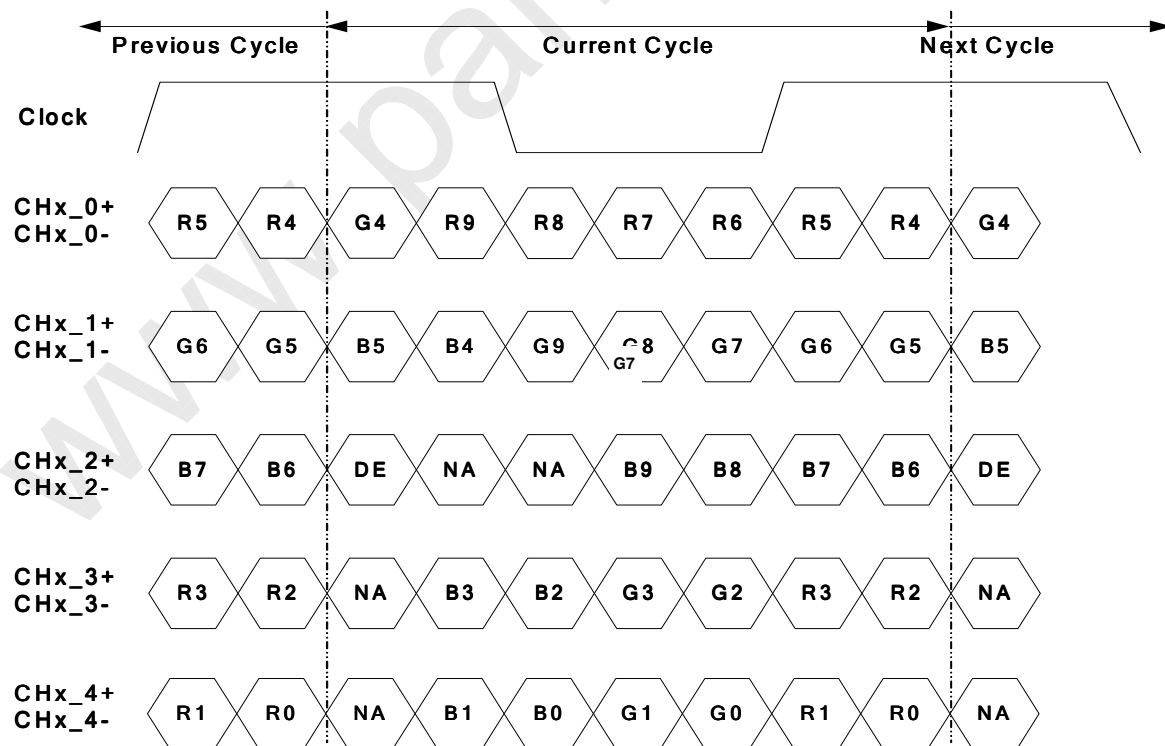 Previous Cycle Current Cycle Next Cycle
Clock
CHx_0+
CHx_0-
R5 R4 G4 R9 R8 R7 R6 R5 R4 G4
CHx_1+
CHx_1-
G6 G5 B5 B4 G9 G8 G7 G6 G5 B5
G7
CHx_2+
CHx_2-
B7 B6 DE NA NA B9 B8 B7 B6 DE
CHx_3+
CHx_3-
R3 R2 NA B3 B2 G3 G2 R3 R2 NA
CHx_4+
CHx_4-
R1 R0 NA B1 B0 G1 G0 R1 R0 NA